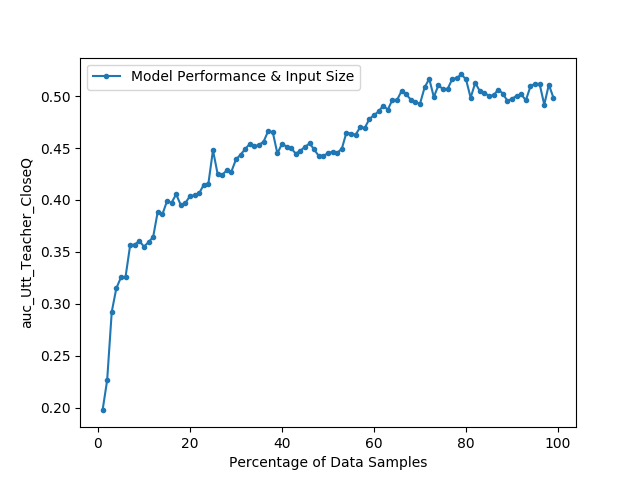 Model Performance & Input Size
auc_Utt_Teacher_CloseQ
0.50
0.45
0.40
0.35
0.30
0.25
0.20
0 20 40 60 80 100
Percentage of Data Samples